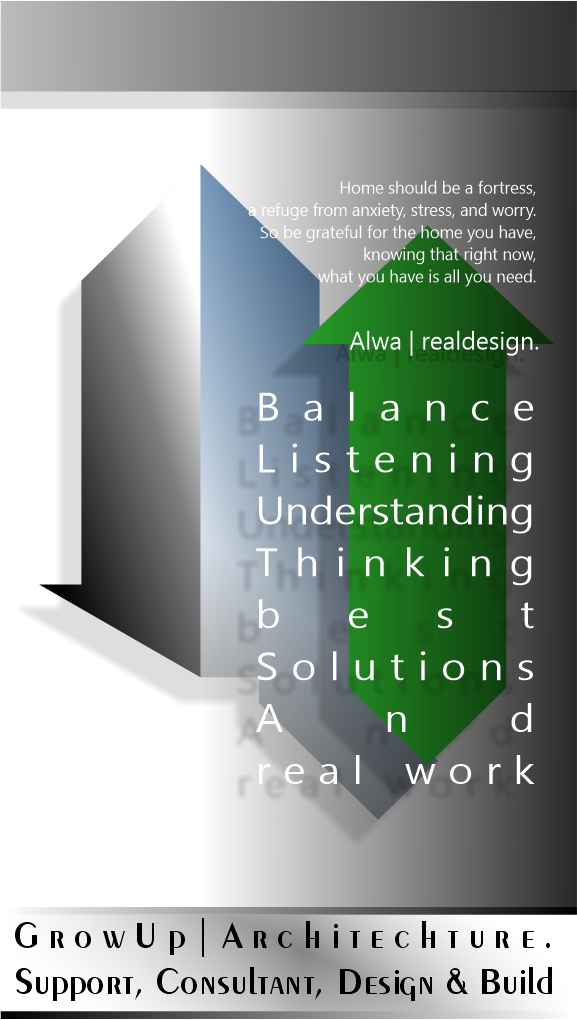 Home should be a fortress,
a refuge from anxiety, stress, and worry.
So be grateful for the home you have,
knowing that right now,
what you have is all you need.
Alwa | realdesign.
Balance
Listening
Understanding
Thinking
best
Solutions
And
real work
GrowUp | Architechture.
Support, Consultant, Design & Build